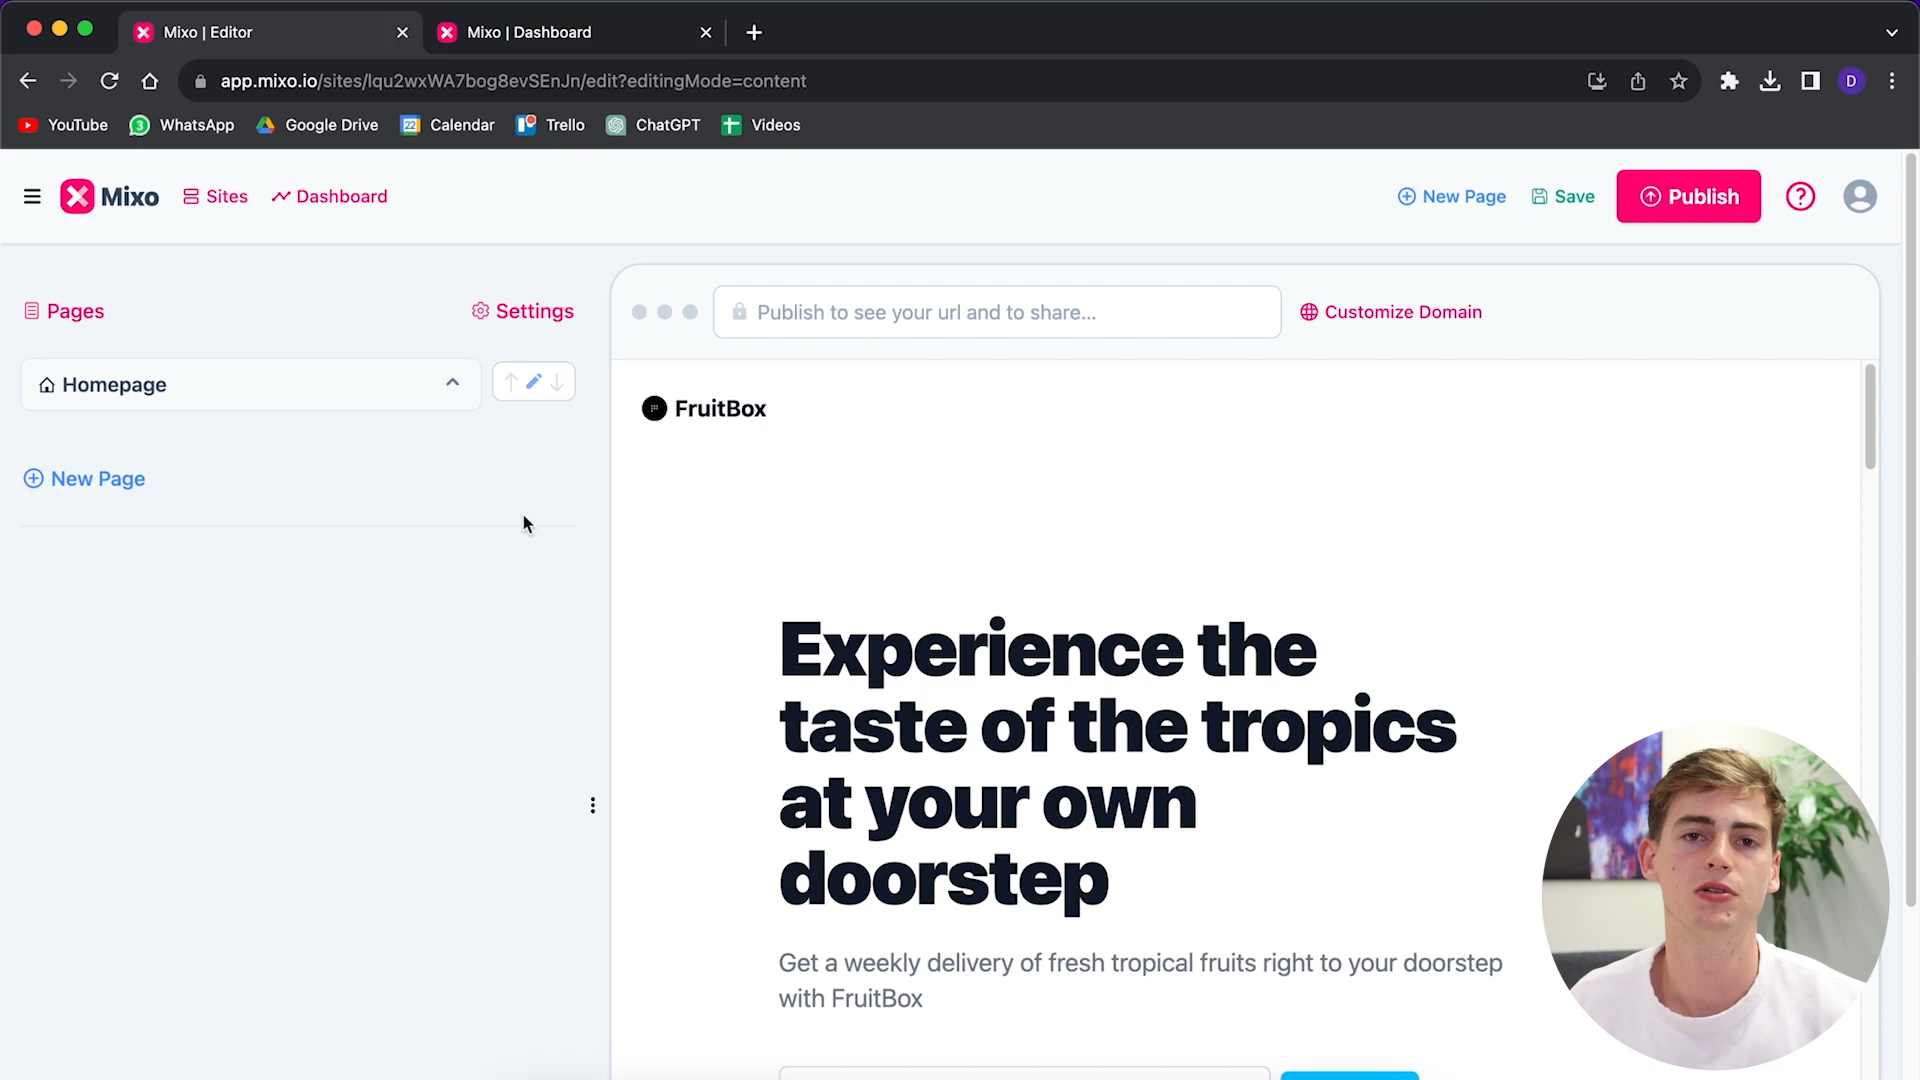 Mixo | Editor
Mixo | Dashboard
app.mixo.io/sites/lqu2wxWA7bog8evSEnJn/edit?editingMode=content
D
YouTube
3
WhatsApp
Google Drive
22
Calendar
Trello
ChatGPT
Videos
Mixo
Sites
Dashboard
New Page
Save
Publish
?
Pages
Settings
Publish to see your url and to share...
Customize Domain
Homepage
FruitBox
New Page
Experience the
taste of the tropics
at your own
doorstep
Get a weekly delivery of fresh tropical fruits right to your doorstep
with FruitBox